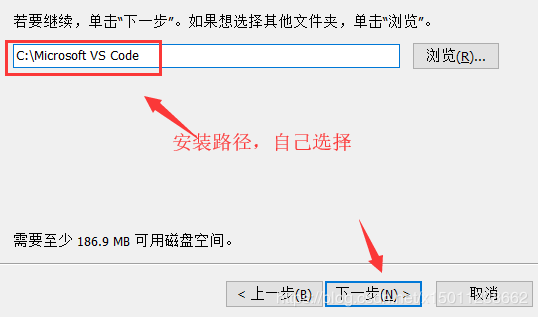 若要继续，单击“下一步”。如果想选择其他文件夹，单击“浏览”。
C:\Microsoft VS Code
浏览(R)...
安装路径，自己选择
需要至少 186.9 MB 可用磁盘空间。
< 上一步(B)
下一步(N) >
取消